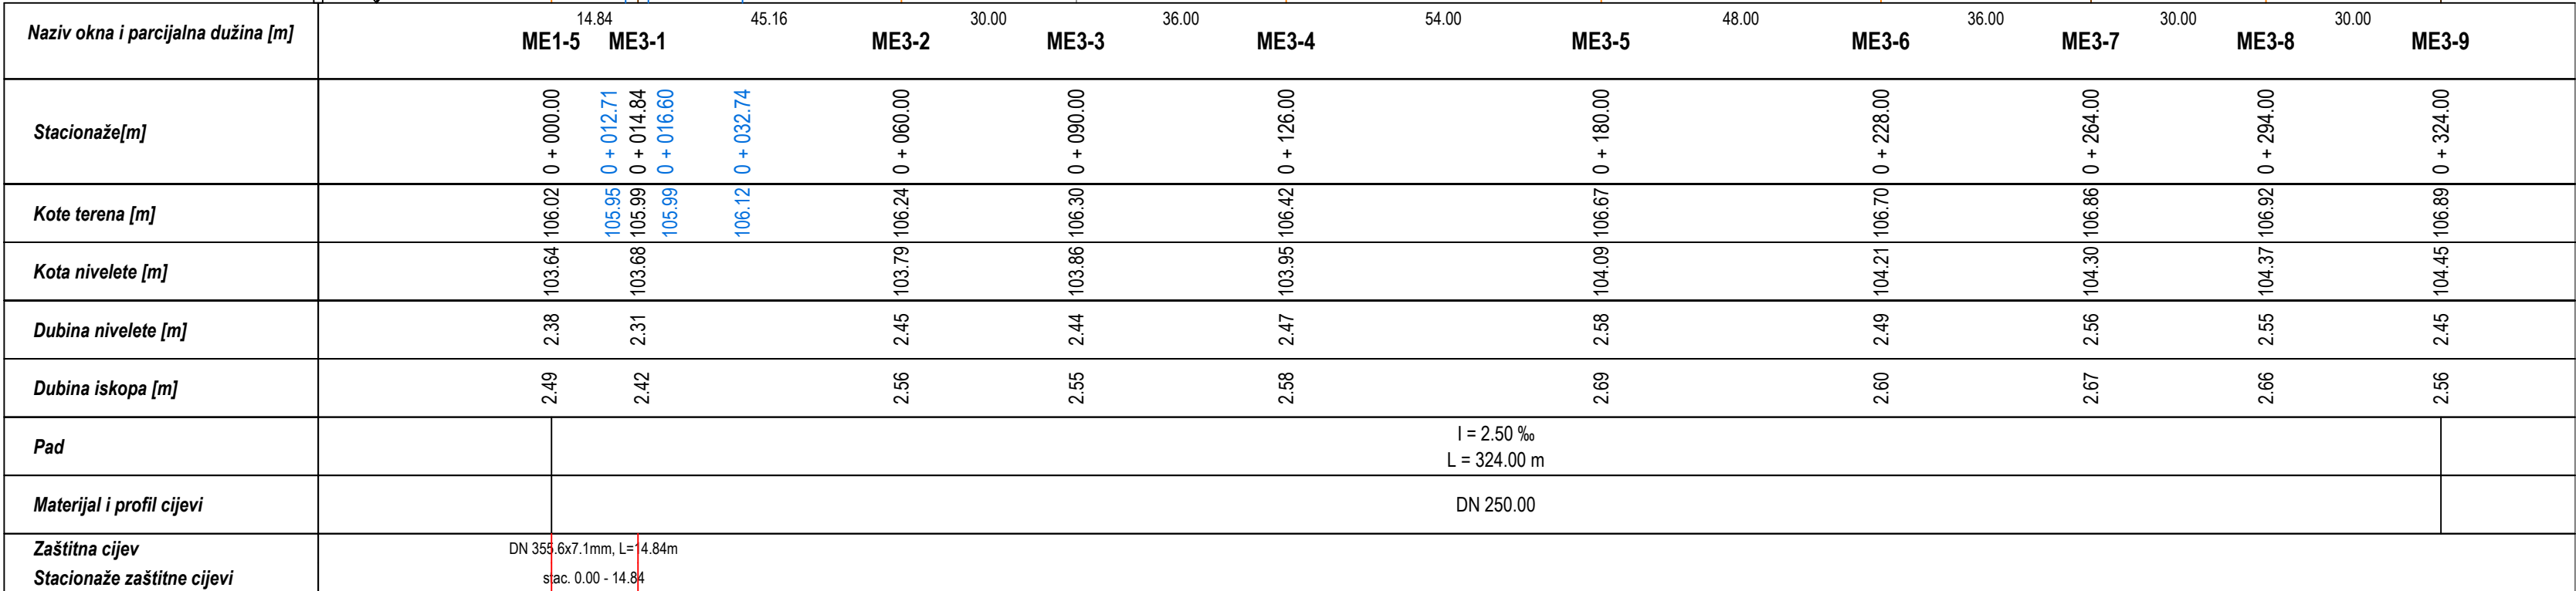 14.84 45.16 30.00 36.00 54.00 48.00 36.00 30.00 30.00
Naziv okna i parcijalna dužina [m] ME1-5 ME3-1 ME3-2 ME3-3 ME3-4 ME3-5 ME3-6 ME3-7 ME3-8 ME3-9
Stacionaže[m] 0 + 000.00 0 + 012.71 0 + 014.84 0 + 016.60 0 + 032.74 0 + 060.00 0 + 090.00 0 + 126.00 0 + 180.00 0 + 228.00 0 + 264.00 0 + 294.00 0 + 324.00
Kote terena [m] 106.02 105.95 105.99 105.99 106.12 106.24 106.30 106.42 106.67 106.70 106.86 106.92 106.89
Kota nivelete [m] 103.64 103.68 103.79 103.86 103.95 104.09 104.21 104.30 104.37 104.45
Dubina nivelete [m] 2.38 2.31 2.45 2.44 2.47 2.58 2.49 2.56 2.55 2.45
Dubina iskopa [m] 2.49 2.42 2.56 2.55 2.58 2.69 2.60 2.67 2.66 2.56
Pad I = 2.50 ‰
L = 324.00 m
Materijal i profil cijevi DN 250.00
Zaštitna cijev DN 355.6x7.1mm, L=14.84m
Stacionaže zaštitne cijevi stac. 0.00 - 14.84